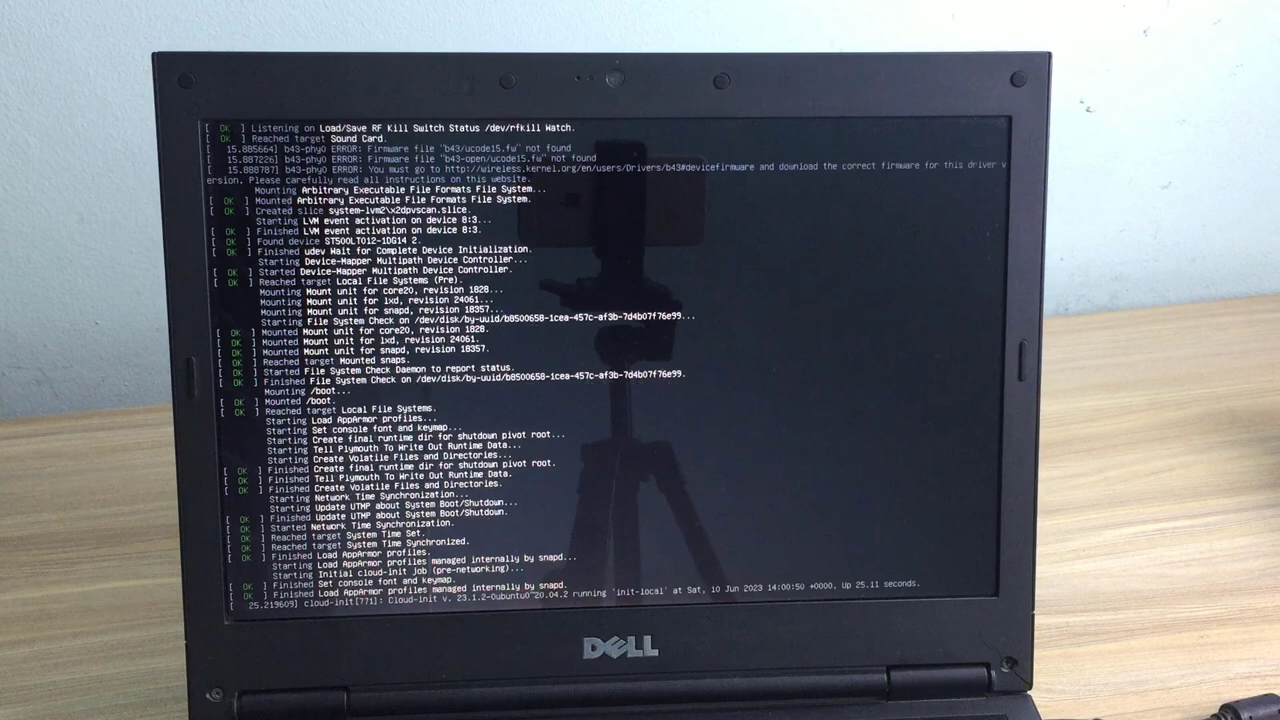 [ OK ] Listening on Load/Save RF Kill Switch Status /dev/rfkill Watch.
[ OK ] Reached target Sound Card.
[ 15.885664] b43-phy0 ERROR: Firmware file "b43/ucode15.fw" not found
[ 15.887226] b43-phy0 ERROR: Firmware file "b43-open/ucode15.fw" not found
[ 15.888787] b43-phy0 ERROR: You must go to http://wireless.kernel.org/en/users/Drivers/b43#devicefirmware and download the correct firmware for this driver v
ersion. Please carefully read all instructions on this website.
Mounting Arbitrary Executable File Formats File System...
[ OK ] Mounted Arbitrary Executable File Formats File System.
[ OK ] Created slice system-lvm2\x2dpvscan.slice.
Starting LVM event activation on device 8:3...
[ OK ] Finished LVM event activation on device 8:3.
[ OK ] Found device ST500LT012-1DG14 2.
[ OK ] Finished udev Wait for Complete Device Initialization.
Starting Device-Mapper Multipath Device Controller...
[ OK ] Started Device-Mapper Multipath Device Controller.
[ OK ] Reached target Local File Systems (Pre).
Mounting Mount unit for core20, revision 1828...
Mounting Mount unit for lxd, revision 24061...
Mounting Mount unit for snapd, revision 18357...
Starting File System Check on /dev/disk/by-uuid/b8500658-1cea-457c-af3b-7d4b07f76e99...
[ OK ] Mounted Mount unit for core20, revision 1828.
[ OK ] Mounted Mount unit for lxd, revision 24061.
[ OK ] Mounted Mount unit for snapd, revision 18357.
[ OK ] Reached target Mounted snaps.
[ OK ] Started File System Check Daemon to report status.
[ OK ] Finished File System Check on /dev/disk/by-uuid/b8500658-1cea-457c-af3b-7d4b07f76e99.
Mounting /boot...
[ OK ] Mounted /boot.
[ OK ] Reached target Local File Systems.
Starting Load AppArmor profiles...
Starting Set console font and keymap...
Starting Create final runtime dir for shutdown pivot root...
Starting Tell Plymouth To Write Out Runtime Data...
Starting Create Volatile Files and Directories...
[ OK ] Finished Create final runtime dir for shutdown pivot root.
[ OK ] Finished Tell Plymouth To Write Out Runtime Data.
[ OK ] Finished Create Volatile Files and Directories.
Starting Network Time Synchronization...
Starting Update UTMP about System Boot/Shutdown...
[ OK ] Finished Update UTMP about System Boot/Shutdown.
[ OK ] Started Network Time Synchronization.
[ OK ] Reached target System Time Set.
[ OK ] Reached target System Time Synchronized.
[ OK ] Finished Load AppArmor profiles.
Starting Load AppArmor profiles managed internally by snapd...
Starting Initial cloud-init job (pre-networking)...
[ OK ] Finished Set console font and keymap.
[ OK ] Finished Load AppArmor profiles managed internally by snapd.
[ 25.219609] cloud-init[771]: Cloud-init v. 23.1.2-0ubuntu0~20.04.2 running 'init-local' at Sat, 10 Jun 2023 14:00:50 +0000. Up 25.11 seconds.
DELL